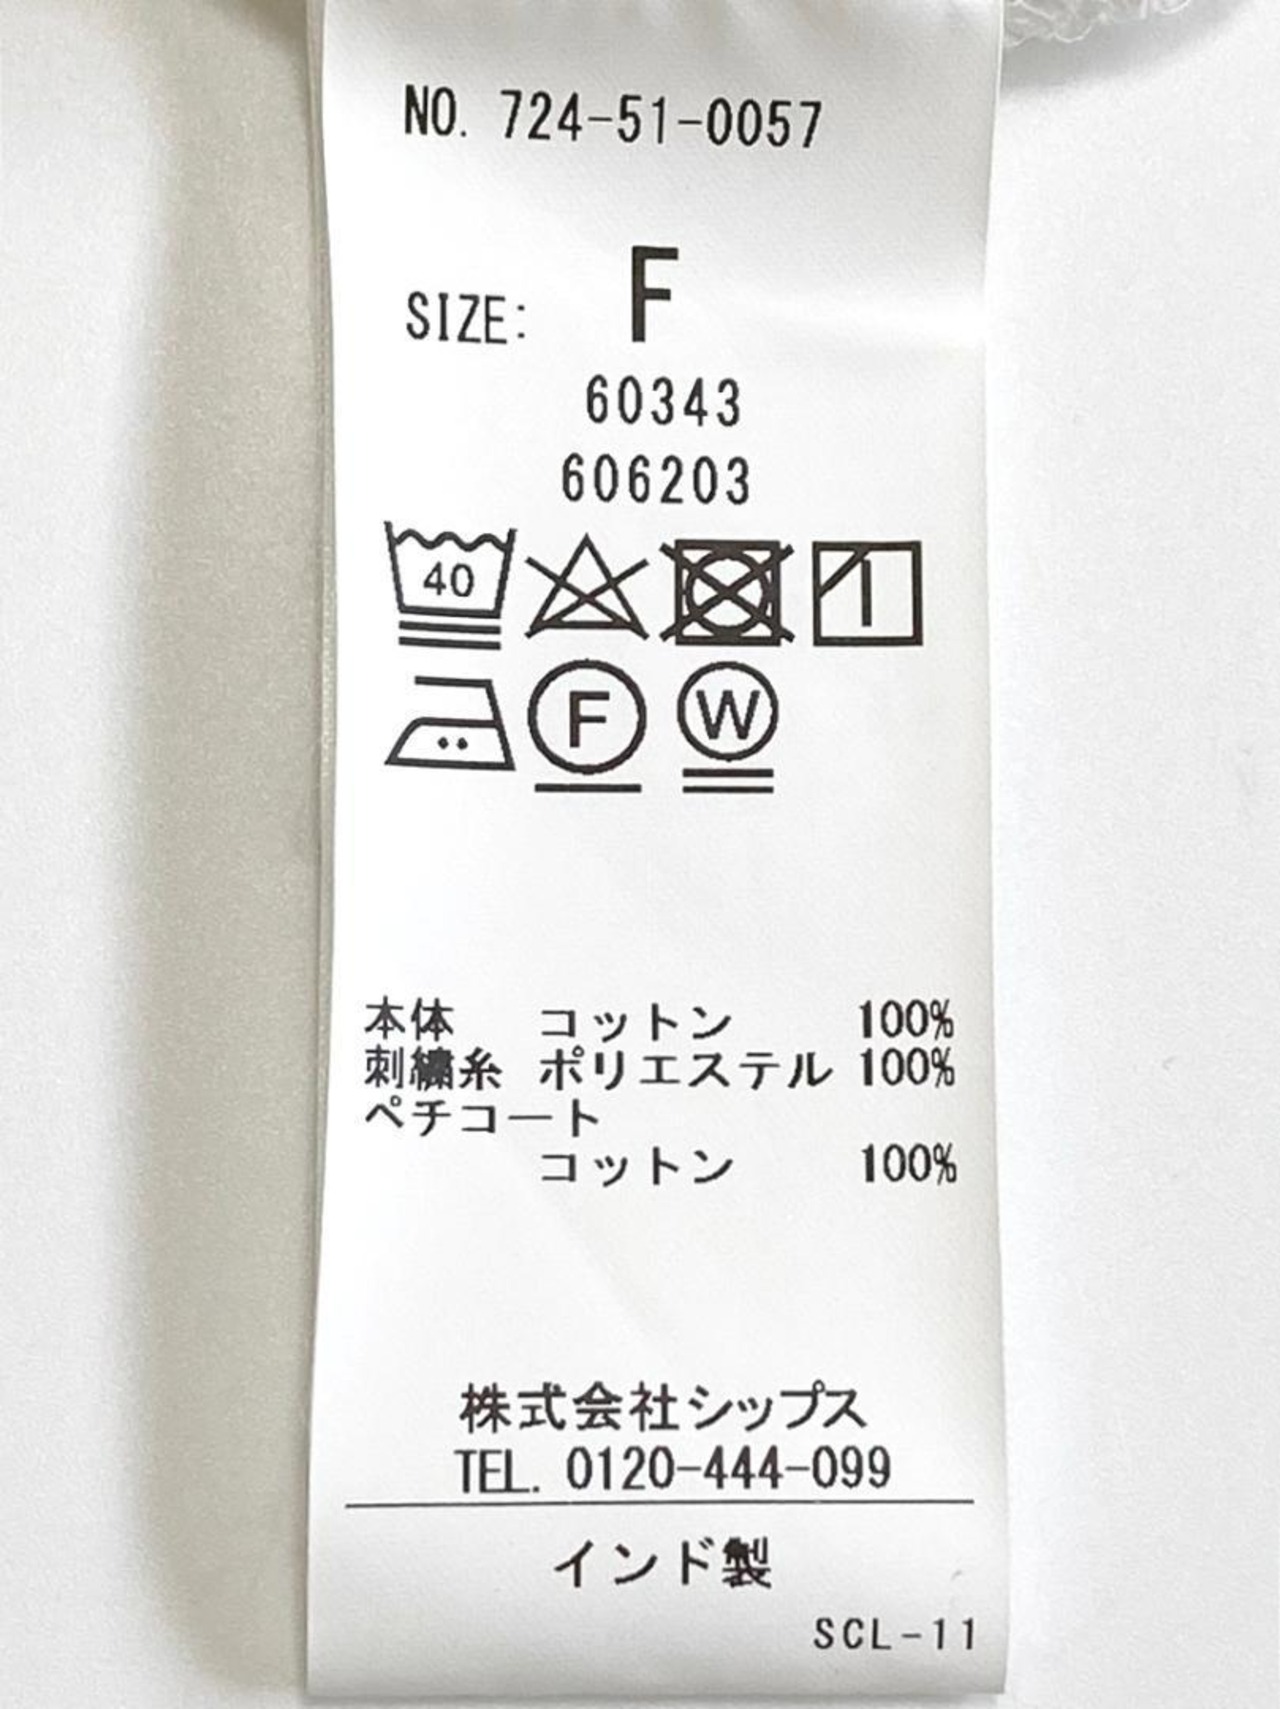 NO. 724-51-0057
SIZE: F
60343
606203
40
F W
本体 コットン 100%
刺繍糸 ポリエステル 100%
ペチコート
コットン 100%
株式会社シップス
TEL. 0120-444-099
インド製
SCL-11